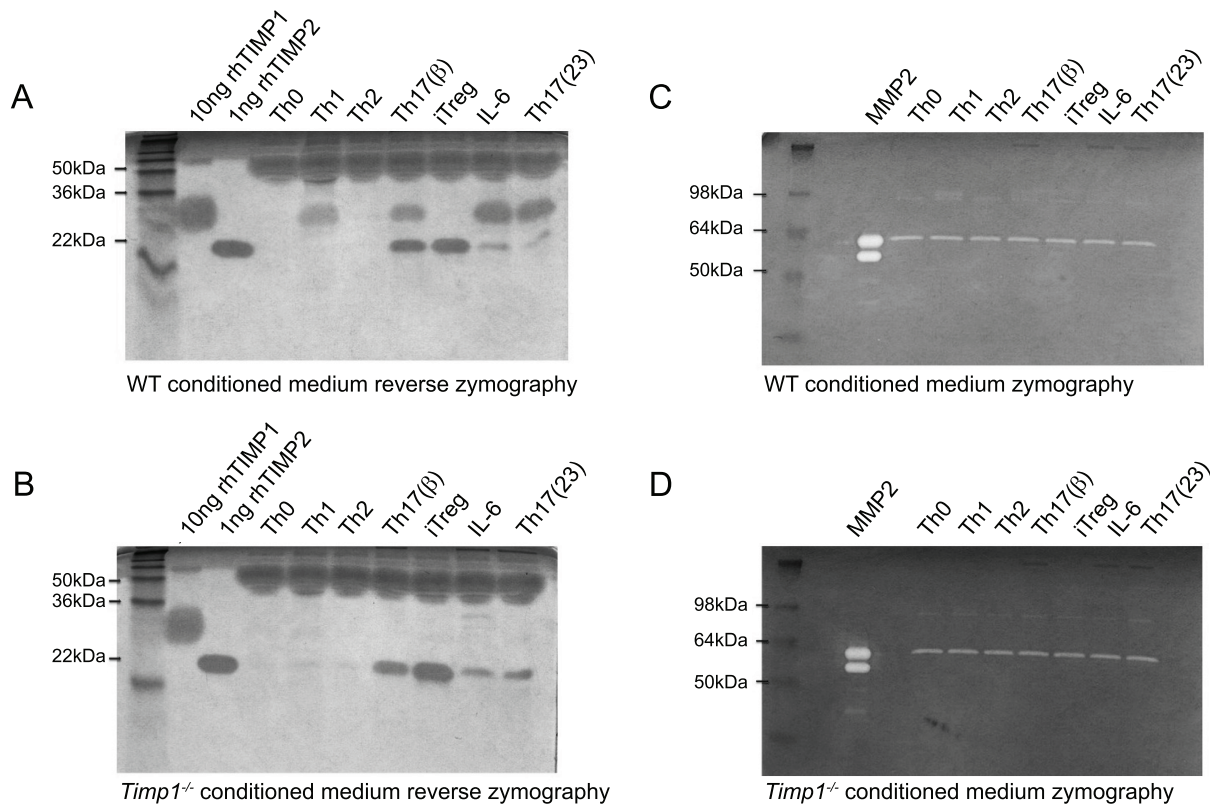 A
10ng rhTIMP1
1ng rhTIMP2
Th0
Th1
Th2
Th17(β)
iTreg
IL-6
Th17(23)
50kDa
36kDa
22kDa
WT conditioned medium reverse zymography
C
MMP2
Th0
Th1
Th2
Th17(β)
iTreg
IL-6
Th17(23)
98kDa
64kDa
50kDa
WT conditioned medium zymography
B
10ng rhTIMP1
1ng rhTIMP2
Th0
Th1
Th2
Th17(β)
iTreg
IL-6
Th17(23)
50kDa
36kDa
22kDa
Timp1-/- conditioned medium reverse zymography
D
MMP2
Th0
Th1
Th2
Th17(β)
iTreg
IL-6
Th17(23)
98kDa
64kDa
50kDa
Timp1-/- conditioned medium zymography